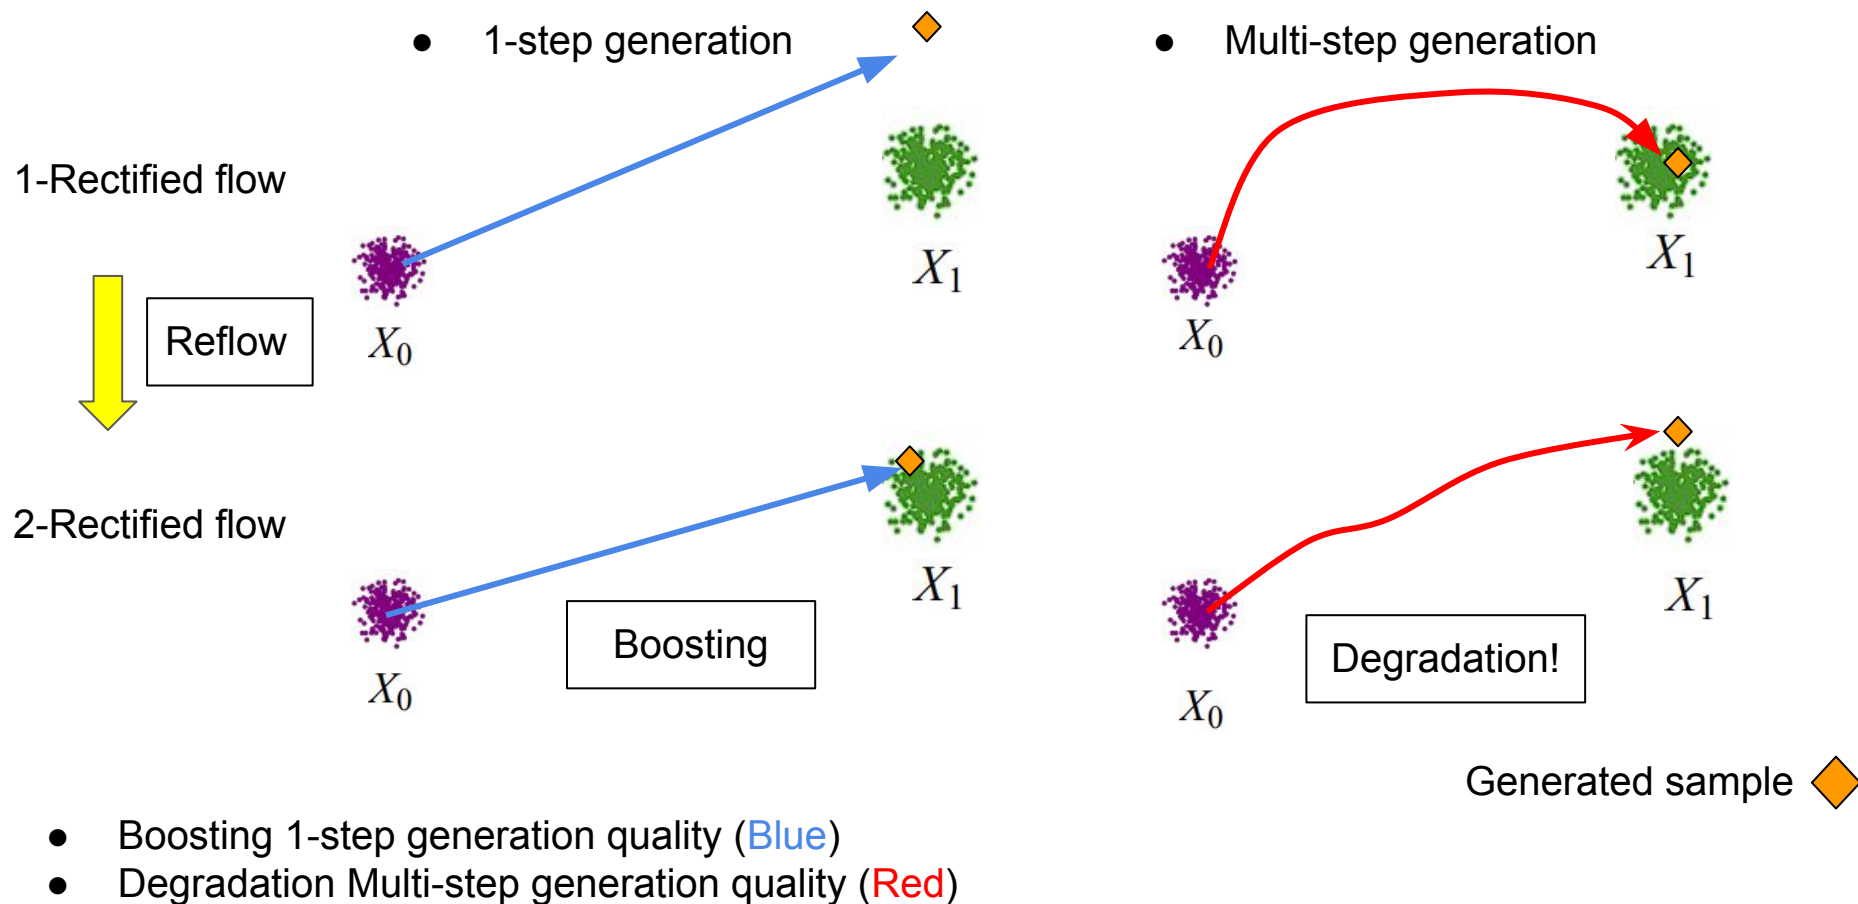 ● 1-step generation
● Multi-step generation
1-Rectified flow
X₁
X₁
Reflow
X₀
X₀
2-Rectified flow
X₁
X₁
Boosting
Degradation!
X₀
X₀
Generated sample
● Boosting 1-step generation quality (Blue)
● Degradation Multi-step generation quality (Red)